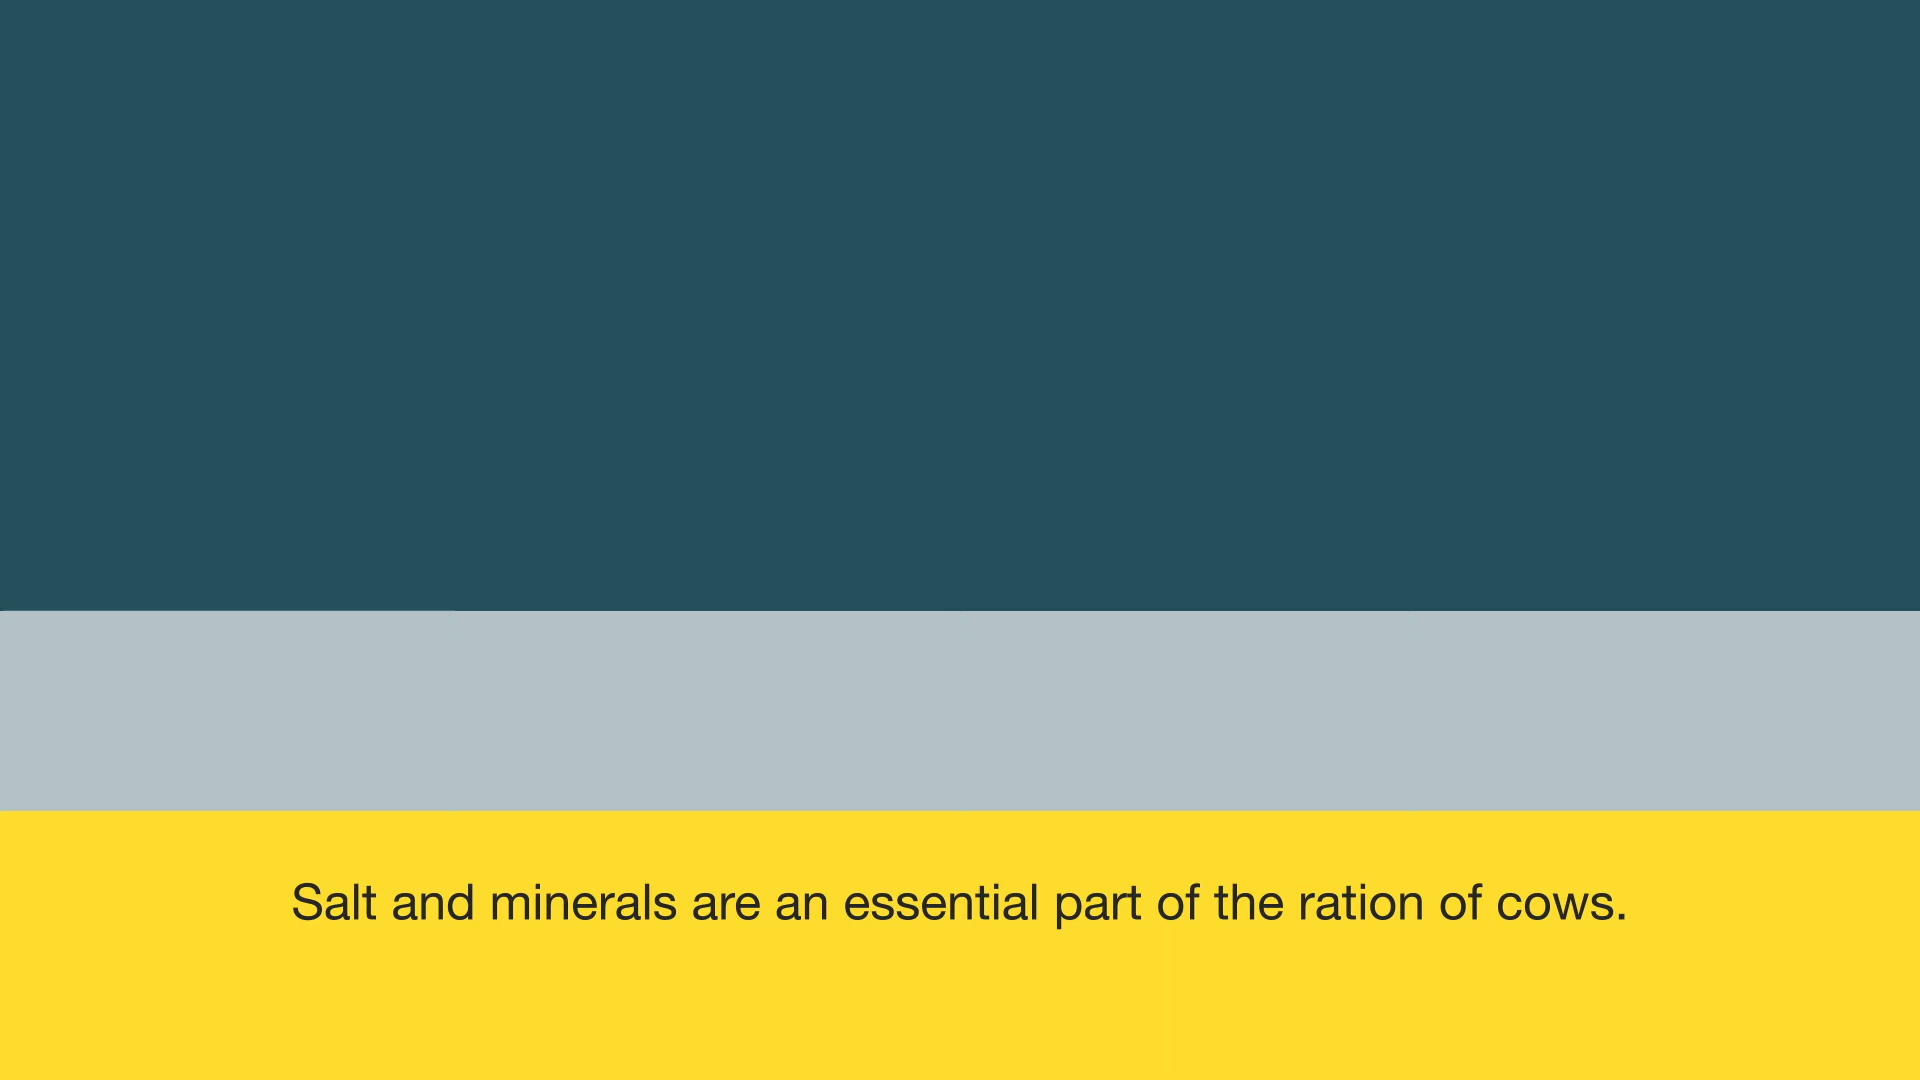 Salt and minerals are an essential part of the ration of cows.